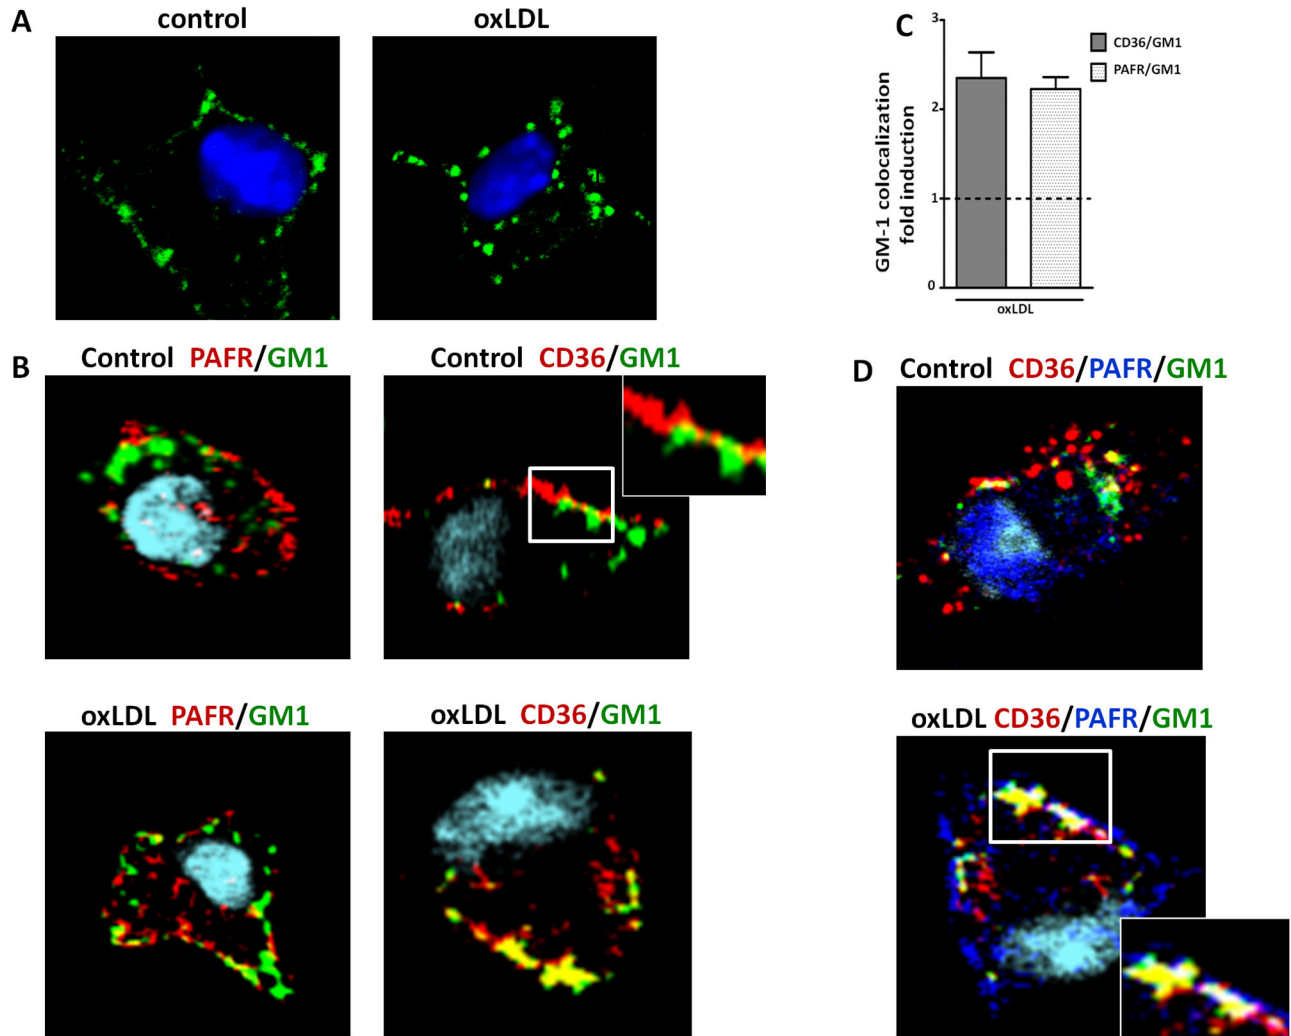 A
control
oxLDL
C
3
2
1
0
GM-1 colocalization
fold induction
CD36/GM1
PAFR/GM1
oxLDL
B
Control PAFR/GM1
Control CD36/GM1
D
Control CD36/PAFR/GM1
oxLDL PAFR/GM1
oxLDL CD36/GM1
oxLDL CD36/PAFR/GM1